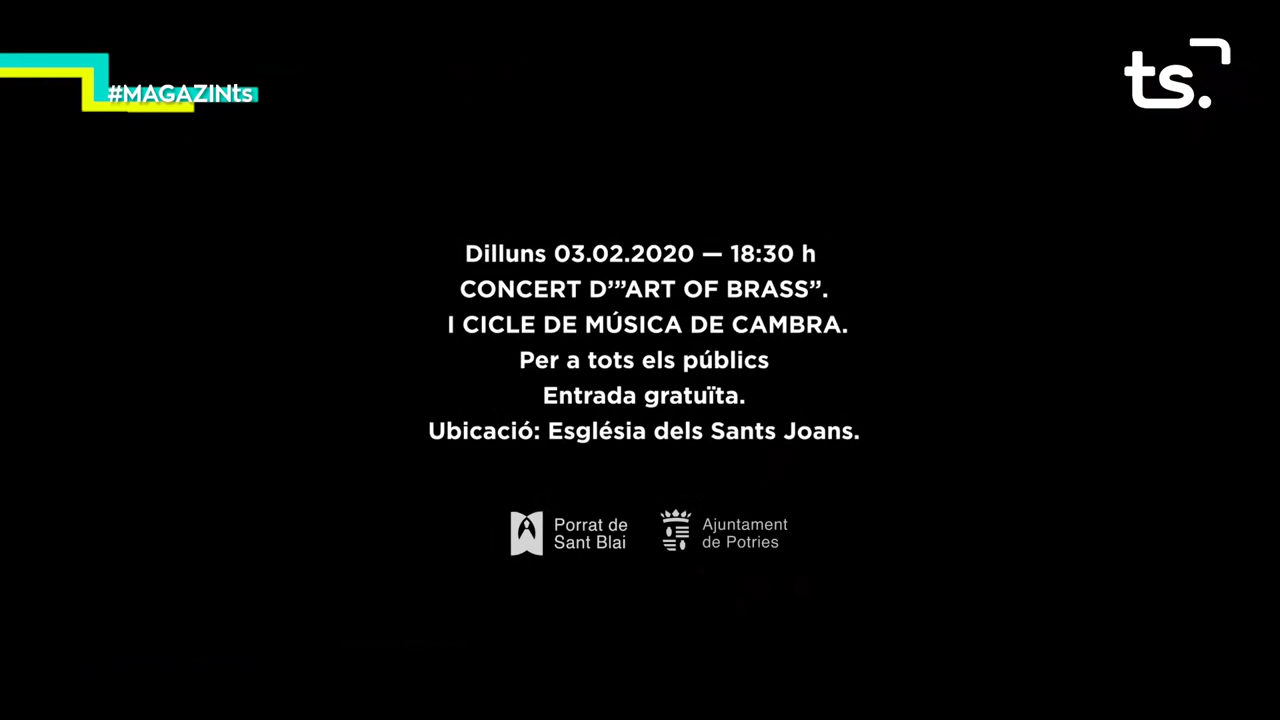 #MAGAZINts
ts.
Dilluns 03.02.2020 — 18:30 h
CONCERT D’”ART OF BRASS”.
I CICLE DE MÚSICA DE CAMBRA.
Per a tots els públics
Entrada gratuïta.
Ubicació: Església dels Sants Joans.
Porrat de
Sant Blai
Ajuntament
de Potries